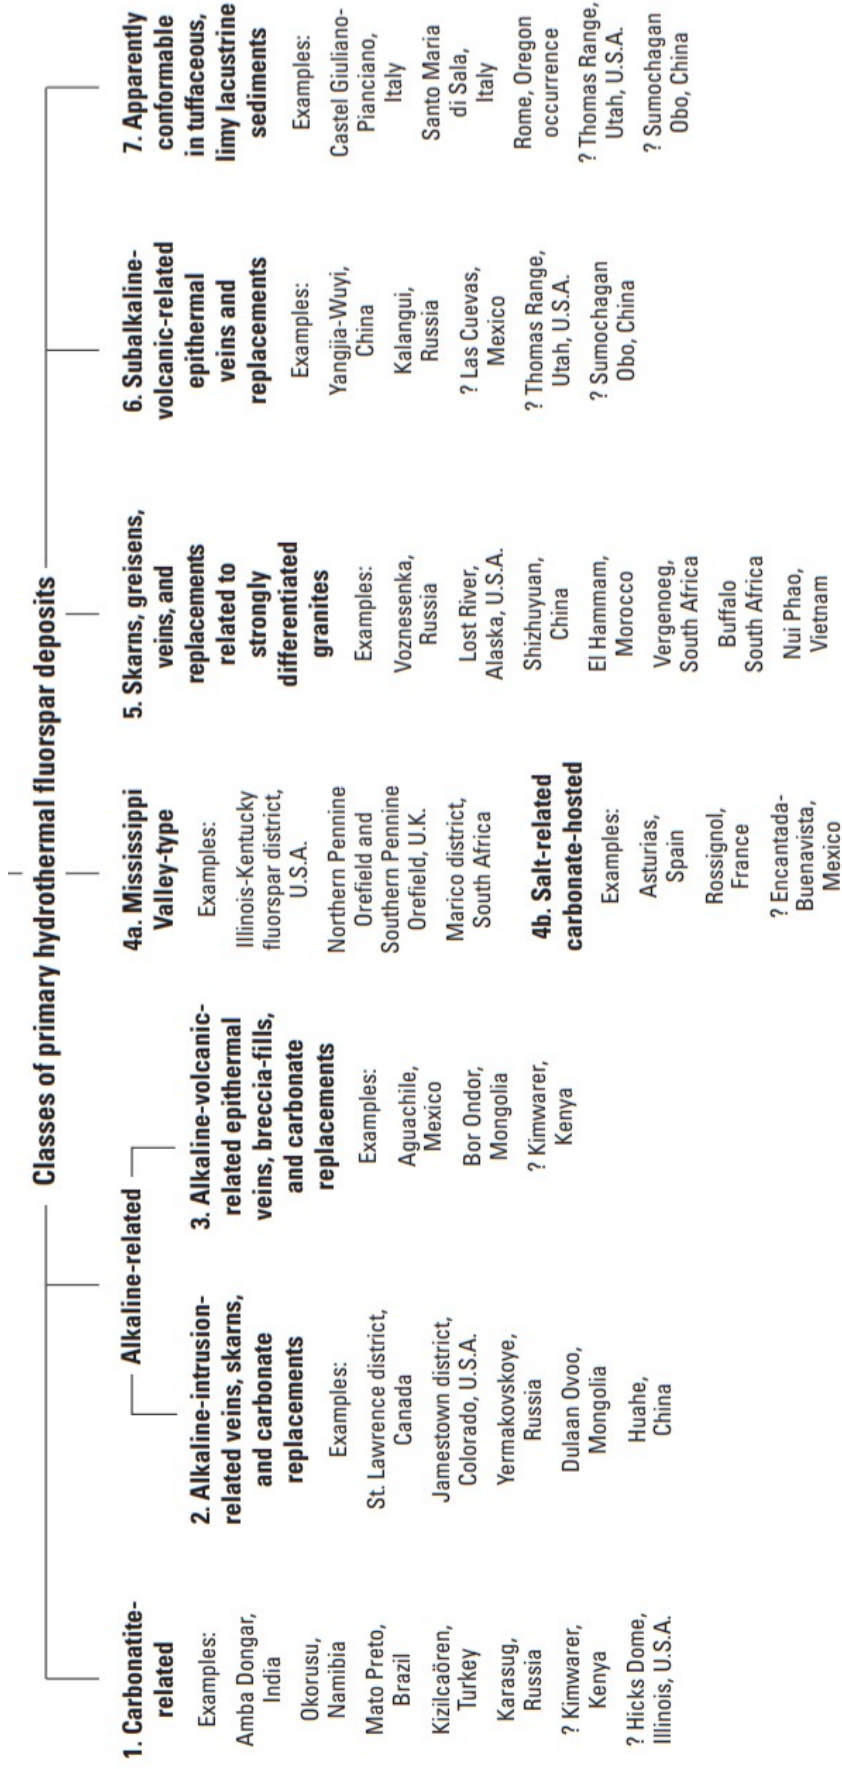 Classes of primary hydrothermal fluorspar deposits
1. Carbonatite-
related
Examples:
Amba Dongar,
India
Okorusu,
Namibia
Mato Preto,
Brazil
Kizilcaören,
Turkey
Karasug,
Russia
? Kimwarer,
Kenya
? Hicks Dome,
Illinois, U.S.A.
Alkaline-related
2. Alkaline-intrusion-
related veins, skarns,
and carbonate
replacements
Examples:
St. Lawrence district,
Canada
Jamestown district,
Colorado, U.S.A.
Yermakovskoye,
Russia
Dulaan Ovoo,
Mongolia
Huahe,
China
3. Alkaline-volcanic-
related epithermal
veins, breccia-fills,
and carbonate
replacements
Examples:
Aguachile,
Mexico
Bor Ondor,
Mongolia
? Kimwarer,
Kenya
4a. Mississippi
Valley-type
Examples:
Illinois-Kentucky
fluorspar district,
U.S.A.
Northern Pennine
Orefield and
Southern Pennine
Orefield, U.K.
Marico district,
South Africa
4b. Salt-related
carbonate-hosted
Examples:
Asturias,
Spain
Rossignol,
France
? Encantada-
Buenavista,
Mexico
5. Skarns, greisens,
veins, and
replacements
related to
strongly
differentiated
granites
Examples:
Voznesenka,
Russia
Lost River,
Alaska, U.S.A.
Shizhuyuan,
China
El Hammam,
Morocco
Vergenoeg,
South Africa
Buffalo
South Africa
Nui Phao,
Vietnam
6. Subalkaline-
volcanic-related
epithermal
veins and
replacements
Examples:
Yangjia-Wuyi,
China
Kalangui,
Russia
? Las Cuevas,
Mexico
? Thomas Range,
Utah, U.S.A.
? Sumochagan
Obo, China
7. Apparently
conformable
in tuffaceous,
limy lacustrine
sediments
Examples:
Castel Giuliano-
Pianciano,
Italy
Santo Maria
di Sala,
Italy
Rome, Oregon
occurrence
? Thomas Range,
Utah, U.S.A.
? Sumochagan
Obo, China